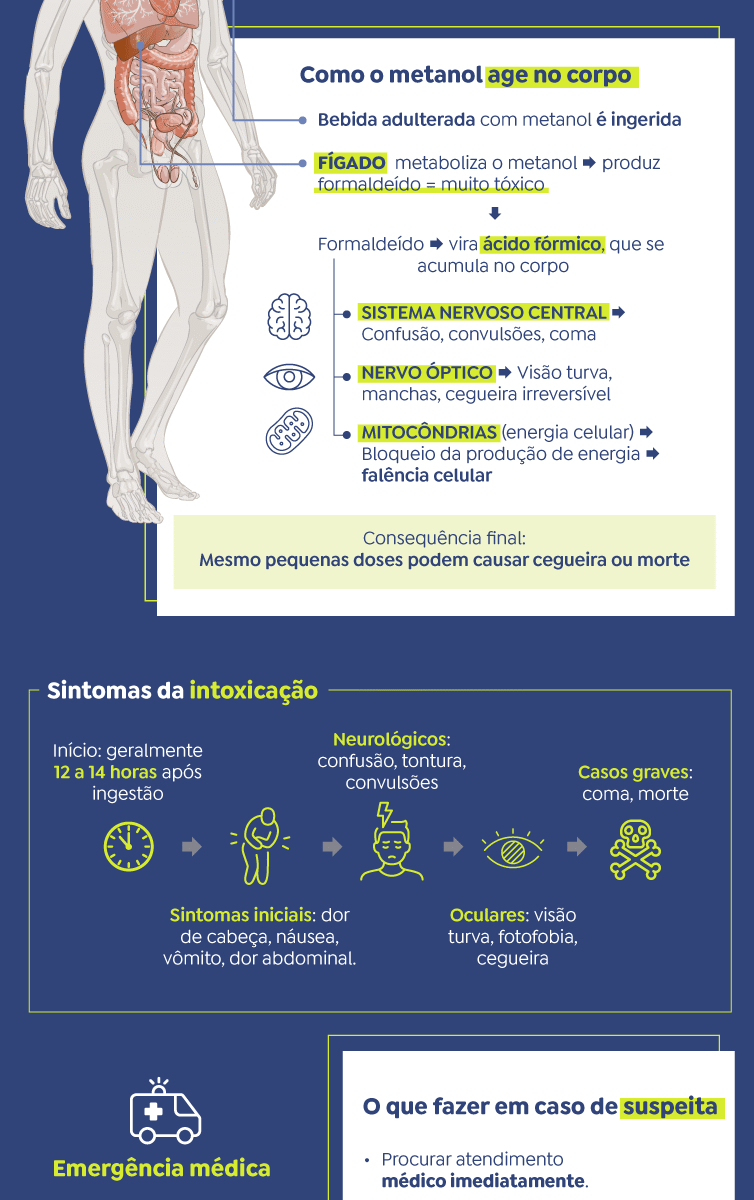 Como o metanol age no corpo
Bebida adulterada com metanol é ingerida
FÍGADO metaboliza o metanol ➡ produz
formaldeído = muito tóxico
Formaldeído ➡ vira ácido fórmico, que se
acumula no corpo
SISTEMA NERVOSO CENTRAL ➡
Confusão, convulsões, coma
NERVO ÓPTICO ➡ Visão turva,
manchas, cegueira irreversível
MITOCÔNDRIAS (energia celular) ➡
Bloqueio da produção de energia ➡
falência celular
Consequência final:
Mesmo pequenas doses podem causar cegueira ou morte
Sintomas da intoxicação
Início: geralmente
12 a 14 horas após
ingestão
Sintomas iniciais: dor
de cabeça, náusea,
vômito, dor abdominal.
Neurológicos:
confusão, tontura,
convulsões
Oculares: visão
turva, fotofobia,
cegueira
Casos graves:
coma, morte
Emergência médica
O que fazer em caso de suspeita
• Procurar atendimento
médico imediatamente.